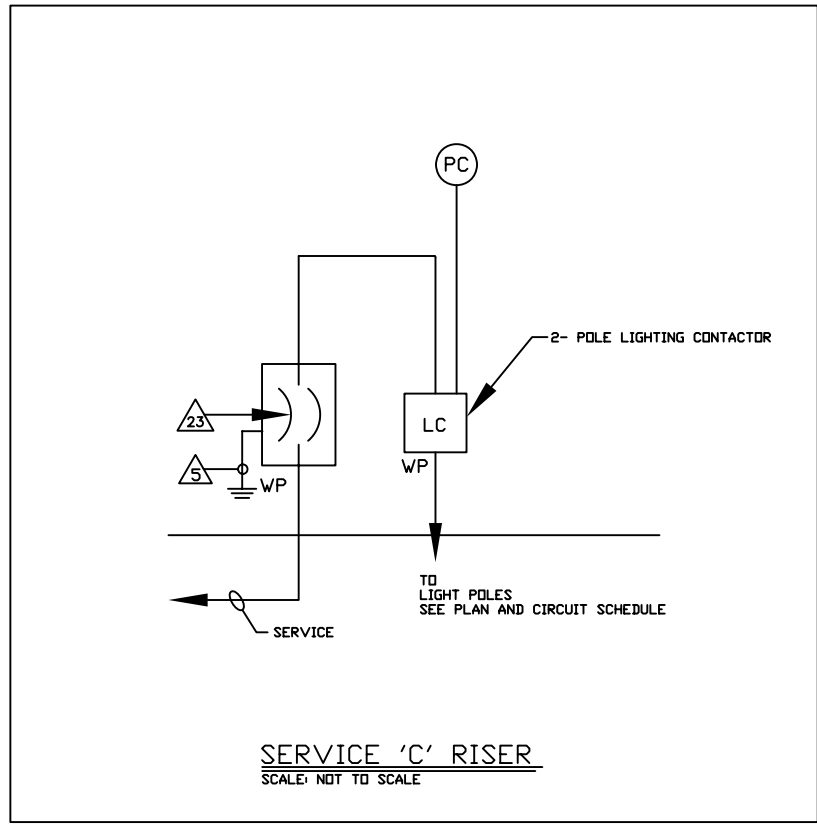 PC
2- POLE LIGHTING CONTACTOR
LC
23
WP
5
WP
TO
LIGHT POLES
SEE PLAN AND CIRCUIT SCHEDULE
SERVICE
SERVICE 'C' RISER
SCALE: NOT TO SCALE